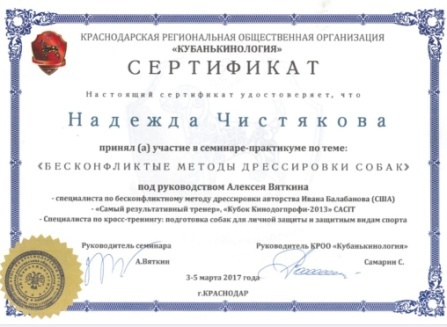 КРАСНОДАРСКАЯ РЕГИОНАЛЬНАЯ ОБЩЕСТВЕННАЯ ОРГАНИЗАЦИЯ
«КУБАНЬКИНОЛОГИЯ»
СЕРТИФИКАТ
Настоящий сертификат удостоверяет, что
Надежда Чистякова
принял (а) участие в семинаре-практикуме по теме:
«БЕСКОНФЛИКТЫЕ МЕТОДЫ ДРЕССИРОВКИ СОБАК»
под руководством Алексея Вяткина
- специалиста по бесконфликтному методу дрессировки авторства Ивана Балабанова (США)
- «Самый результативный тренер», «Кубок Кинодогпрофи-2013» CACIT
- Специалиста по кросс-тренингу: подготовка собак для личной защиты и защитным видам спорта
Руководитель семинара
Руководитель КРОО «Кубанькинология»
А.Вяткин
Самарин С.
3-5 марта 2017 года
г.КРАСНОДАР